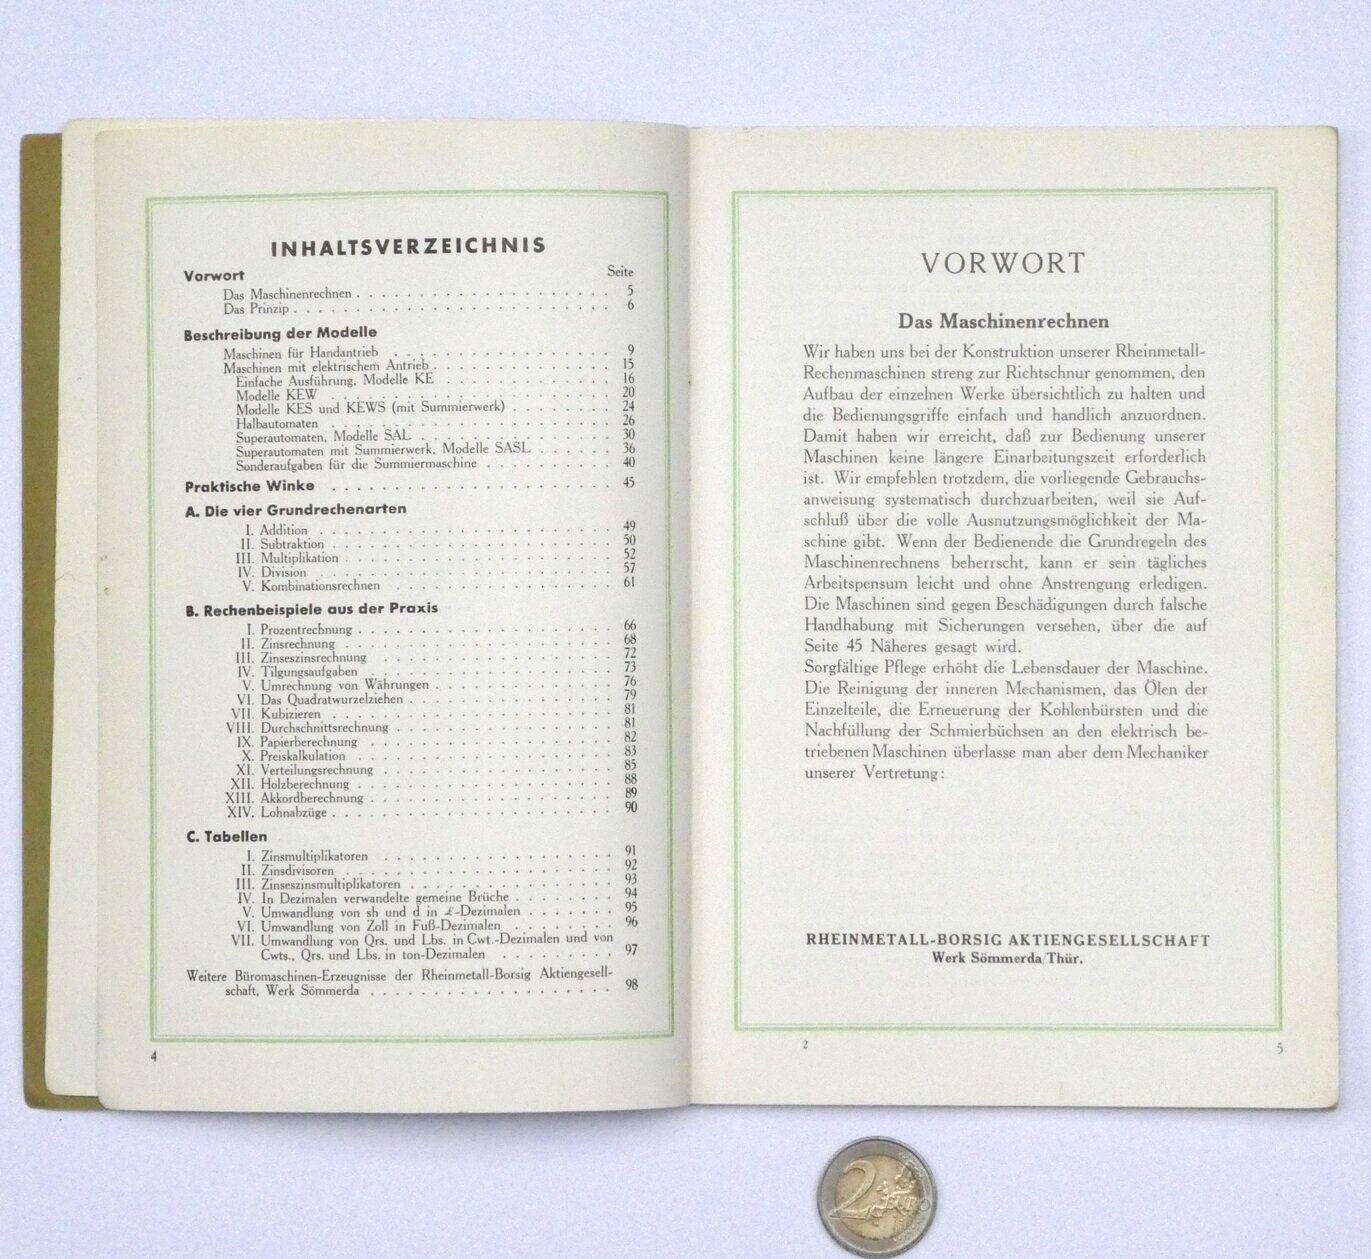 INHALTSVERZEICHNIS
Vorwort Seite
Das Maschinenrechnen . . . . . . . . . . . . . . . . . . . . 5
Das Prinzip . . . . . . . . . . . . . . . . . . . . . . . . 6
Beschreibung der Modelle
Maschinen für Handantrieb . . . . . . . . . . . . . . . . . 9
Maschinen mit elektrischem Antrieb . . . . . . . . . . . . . 15
Einfache Ausführung, Modelle KE . . . . . . . . . . . . . 16
Modelle KEW . . . . . . . . . . . . . . . . . . . . . . 20
Modelle KES und KEWS (mit Summierwerk) . . . . . . . . 24
Halbautomaten . . . . . . . . . . . . . . . . . . . . . 26
Superautomaten, Modelle SAL . . . . . . . . . . . . . . . 30
Superautomaten mit Summierwerk, Modelle SASL . . . . . . 36
Sonderaufgaben für die Summiermaschine . . . . . . . . . . 40
Praktische Winke . . . . . . . . . . . . . . . . . . . . . . 45
A. Die vier Grundrechenarten
I. Addition . . . . . . . . . . . . . . . . . . . . . . . 49
II. Subtraktion . . . . . . . . . . . . . . . . . . . . . . 50
III. Multiplikation . . . . . . . . . . . . . . . . . . . . . 52
IV. Division . . . . . . . . . . . . . . . . . . . . . . . 57
V. Kombinationsrechnen . . . . . . . . . . . . . . . . . . 61
B. Rechenbeispiele aus der Praxis
I. Prozentrechnung . . . . . . . . . . . . . . . . . . . . 66
II. Zinsrechnung . . . . . . . . . . . . . . . . . . . . . 68
III. Zinseszinsrechnung . . . . . . . . . . . . . . . . . . 72
IV. Tilgungsaufgaben . . . . . . . . . . . . . . . . . . . 73
V. Umrechnung von Währungen . . . . . . . . . . . . . . . 76
VI. Das Quadratwurzelziehen . . . . . . . . . . . . . . . . 79
VII. Kubizieren . . . . . . . . . . . . . . . . . . . . . . 81
VIII. Durchschnittsrechnung . . . . . . . . . . . . . . . . . 81
IX. Papierberechnung . . . . . . . . . . . . . . . . . . . 82
X. Preiskalkulation . . . . . . . . . . . . . . . . . . . . 83
XI. Verteilungsrechnung . . . . . . . . . . . . . . . . . . 85
XII. Holzberechnung . . . . . . . . . . . . . . . . . . . . 88
XIII. Akkordberechnung . . . . . . . . . . . . . . . . . . . 89
XIV. Lohnabzüge . . . . . . . . . . . . . . . . . . . . . . 90
C. Tabellen
I. Zinsmultiplikatoren . . . . . . . . . . . . . . . . . . . 91
II. Zinsdivisoren . . . . . . . . . . . . . . . . . . . . . 92
III. Zinseszinsmultiplikatoren . . . . . . . . . . . . . . . . 93
IV. In Dezimalen verwandelte gemeine Brüche . . . . . . . . 94
V. Umwandlung von sh und d in £-Dezimalen . . . . . . . 95
VI. Umwandlung von Zoll in Fuß-Dezimalen . . . . . . . . 96
VII. Umwandlung von Qrs. und Lbs. in Cwt.-Dezimalen und von
Cwts., Qrs. und Lbs. in ton-Dezimalen . . . . . . . . . 97
Weitere Büromaschinen-Erzeugnisse der Rheinmetall-Borsig Aktiengesell-
schaft, Werk Sömmerda . . . . . . . . . . . . . . . . . . . 98
4
VORWORT
Das Maschinenrechnen
Wir haben uns bei der Konstruktion unserer Rheinmetall-
Rechenmaschinen streng zur Richtschnur genommen, den
Aufbau der einzelnen Werke übersichtlich zu halten und
die Bedienungsgriffe einfach und handlich anzuordnen.
Damit haben wir erreicht, daß zur Bedienung unserer
Maschinen keine längere Einarbeitungszeit erforderlich
ist. Wir empfehlen trotzdem, die vorliegende Gebrauchs-
anweisung systematisch durchzuarbeiten, weil sie Auf-
schluß über die volle Ausnutzungsmöglichkeit der Ma-
schine gibt. Wenn der Bedienende die Grundregeln des
Maschinenrechnens beherrscht, kann er sein tägliches
Arbeitspensum leicht und ohne Anstrengung erledigen.
Die Maschinen sind gegen Beschädigungen durch falsche
Handhabung mit Sicherungen versehen, über die auf
Seite 45 Näheres gesagt wird.
Sorgfältige Pflege erhöht die Lebensdauer der Maschine.
Die Reinigung der inneren Mechanismen, das Ölen der
Einzelteile, die Erneuerung der Kohlenbürsten und die
Nachfüllung der Schmierbüchsen an den elektrisch be-
triebenen Maschinen überlasse man aber dem Mechaniker
unserer Vertretung:
RHEINMETALL-BORSIG AKTIENGESELLSCHAFT
Werk Sömmerda/Thür.
2 5
2 EURO